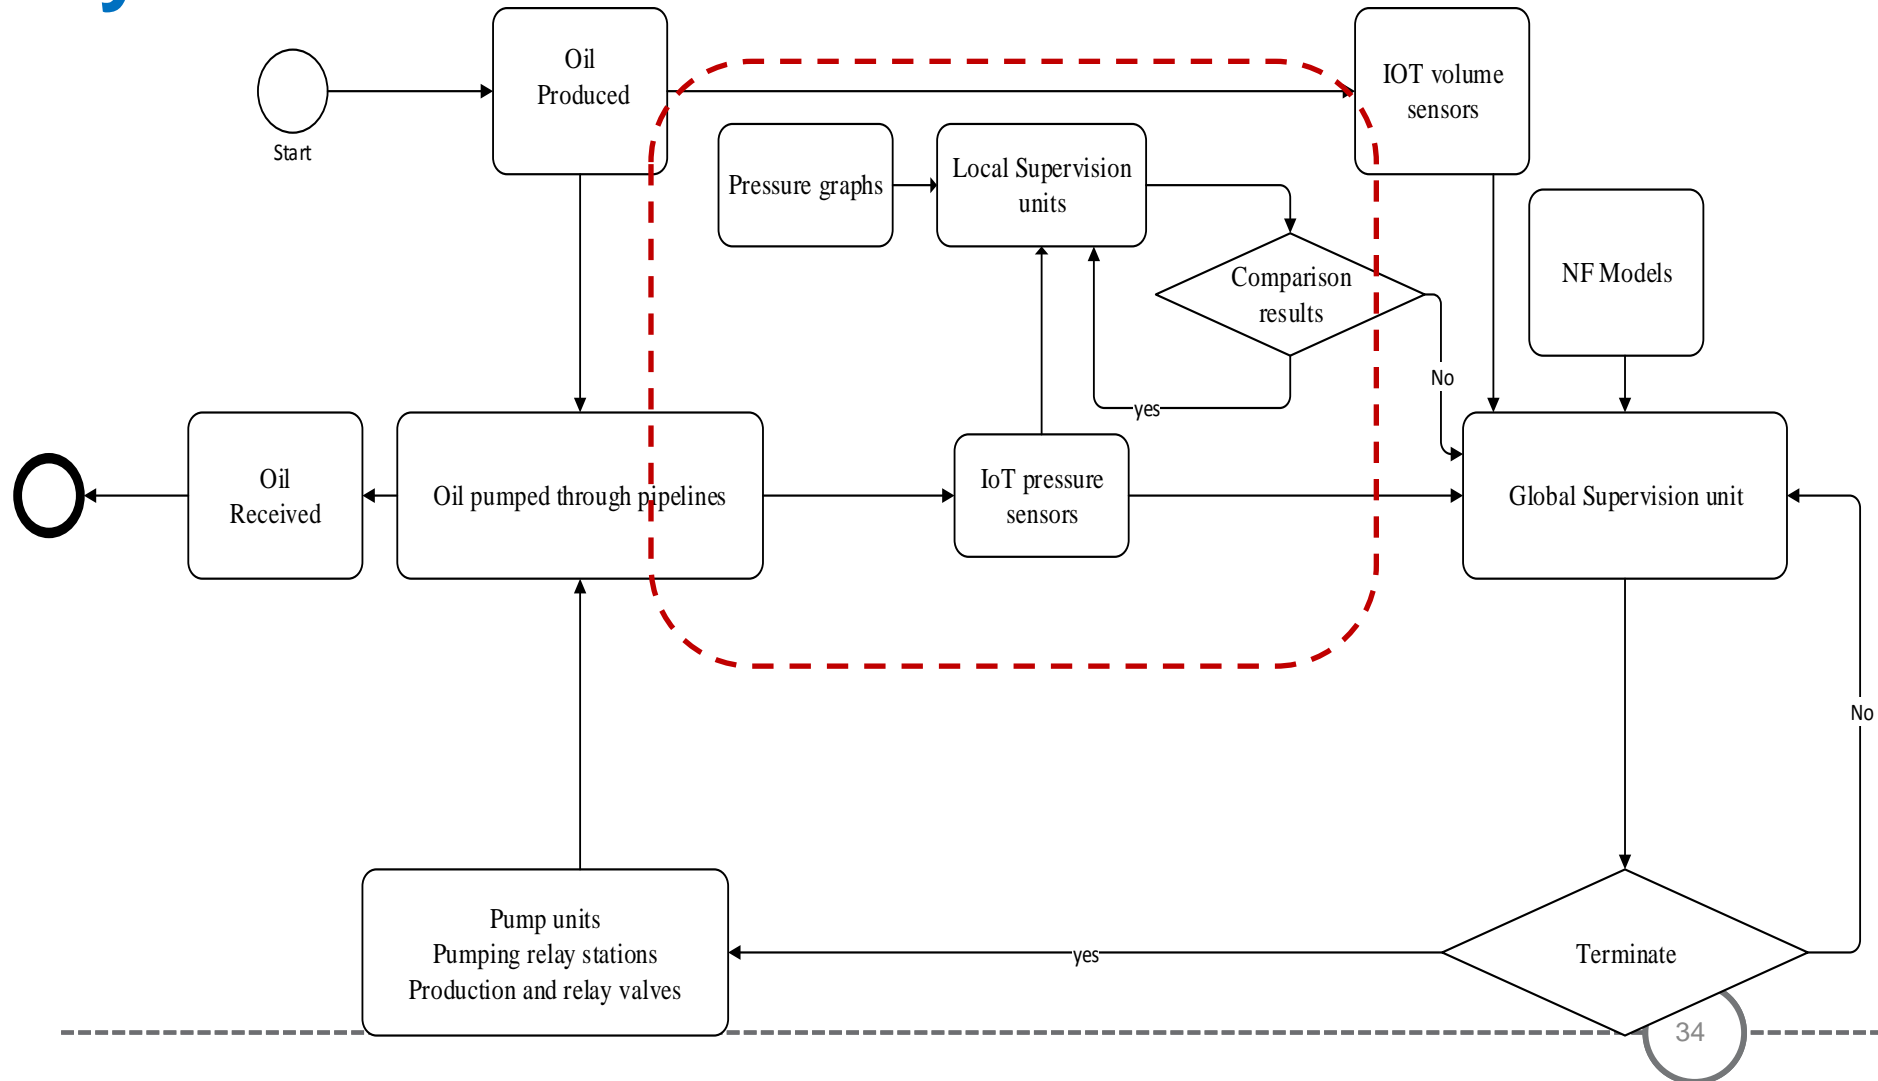 Oil
Produced
IOT volume
sensors
Start
Pressure graphs
Local Supervision
units
Comparison
results
NF Models
No
yes
Oil
Received
Oil pumped through pipelines
IoT pressure
sensors
Global Supervision unit
No
Pump units
Pumping relay stations
Production and relay valves
yes
Terminate
34